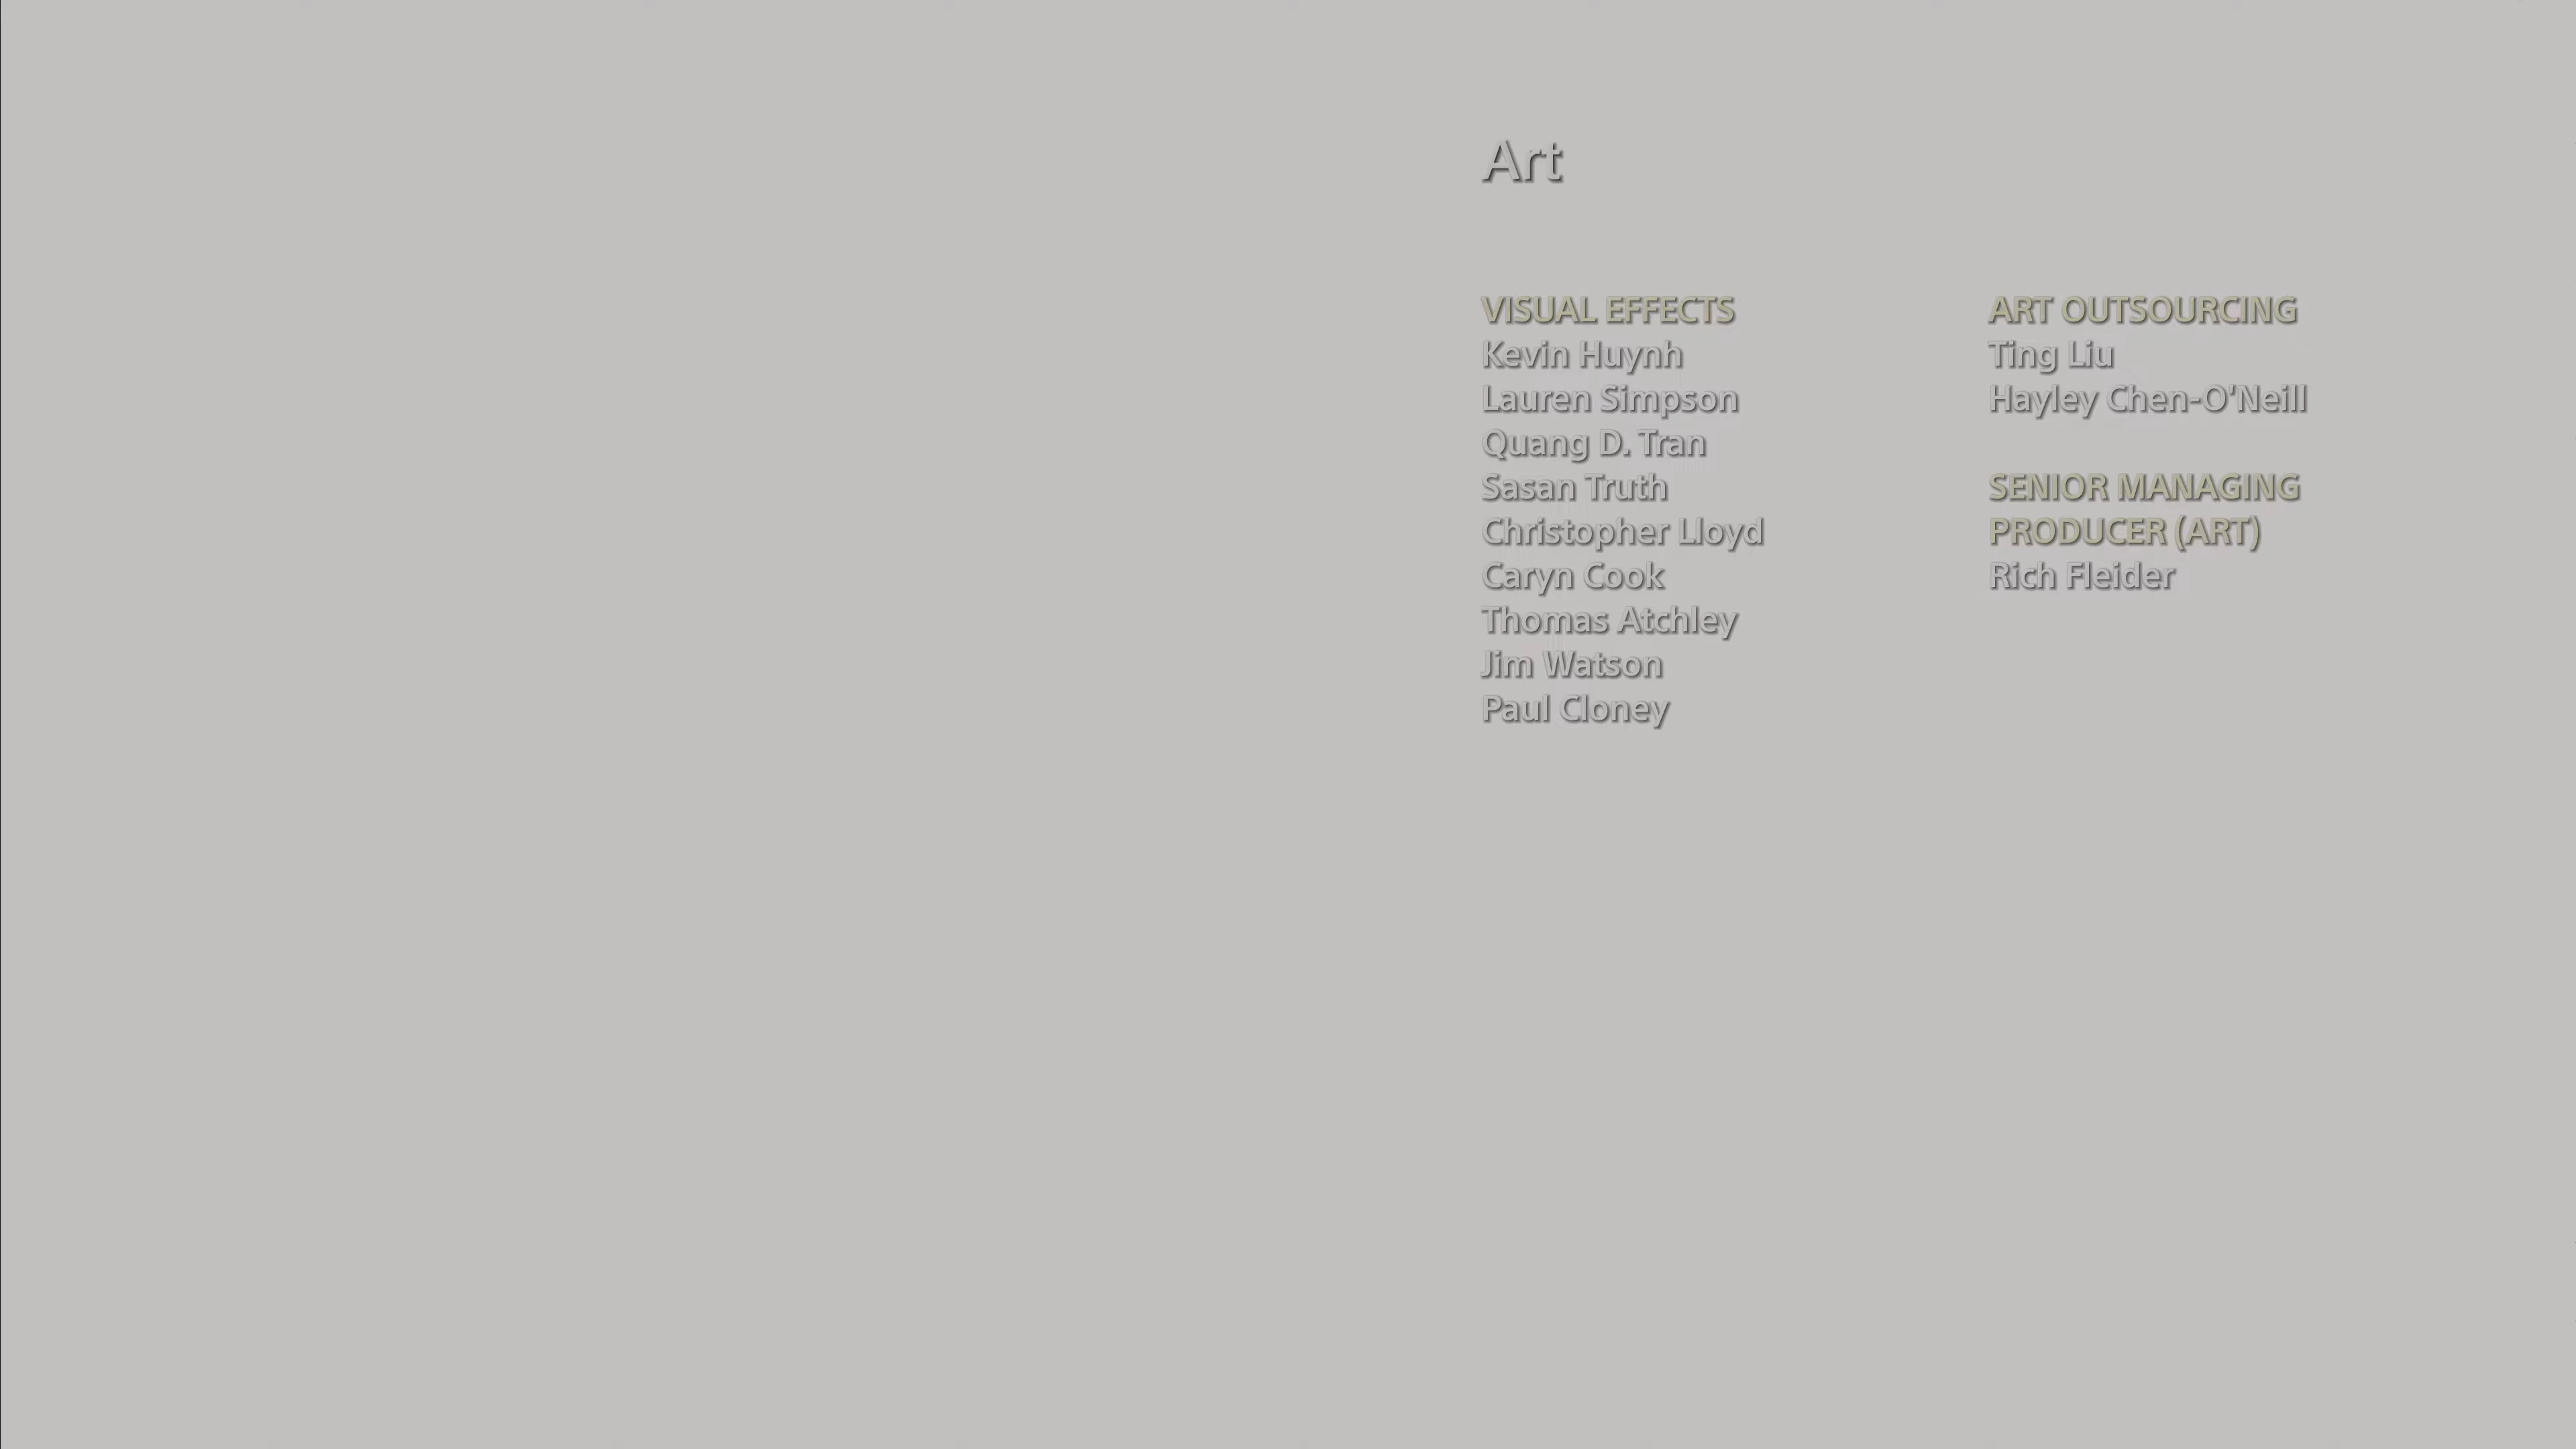 Art
VISUAL EFFECTS
Kevin Huynh
Lauren Simpson
Quang D. Tran
Sasan Truth
Christopher Lloyd
Caryn Cook
Thomas Atchley
Jim Watson
Paul Cloney
ART OUTSOURCING
Ting Liu
Hayley Chen-O'Neill
SENIOR MANAGING
PRODUCER (ART)
Rich Fleider